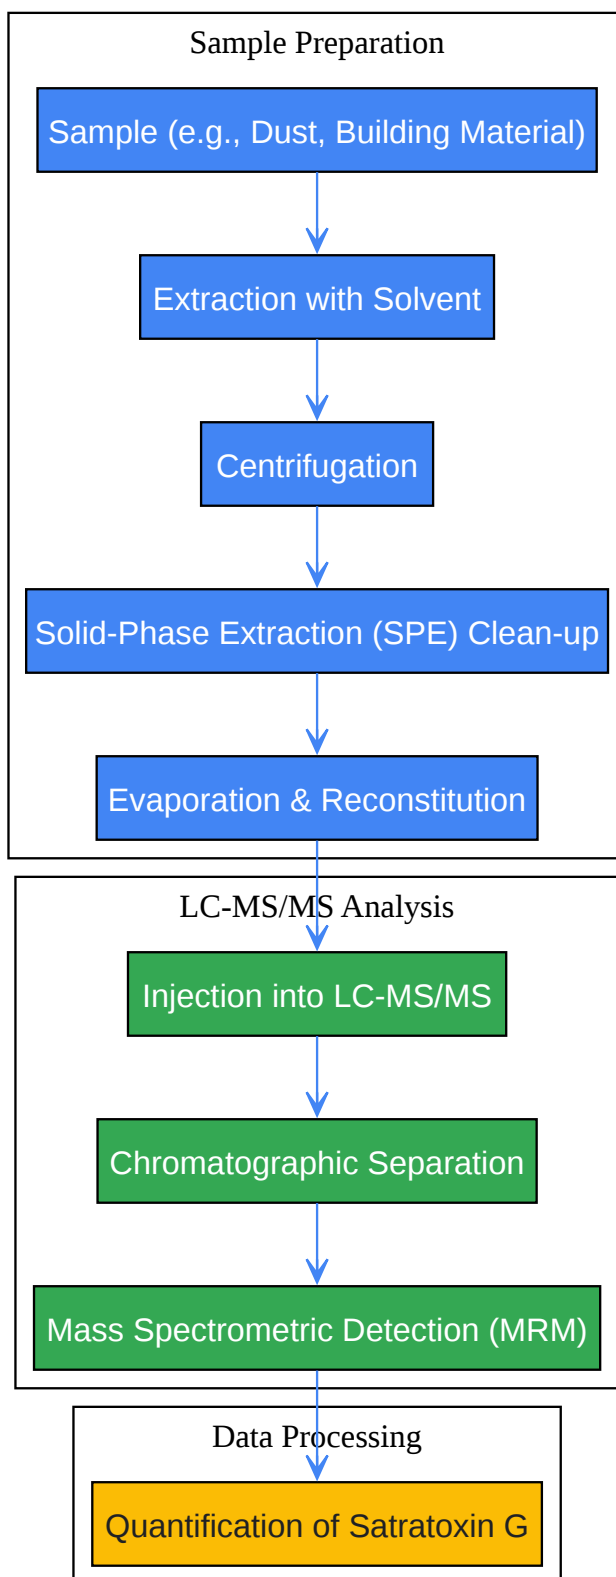 Sample Preparation
Sample (e.g., Dust, Building Material)
Extraction with Solvent
Centrifugation
Solid-Phase Extraction (SPE) Clean-up
Evaporation & Reconstitution
LC-MS/MS Analysis
Injection into LC-MS/MS
Chromatographic Separation
Mass Spectrometric Detection (MRM)
Data Processing
Quantification of Satratoxin G